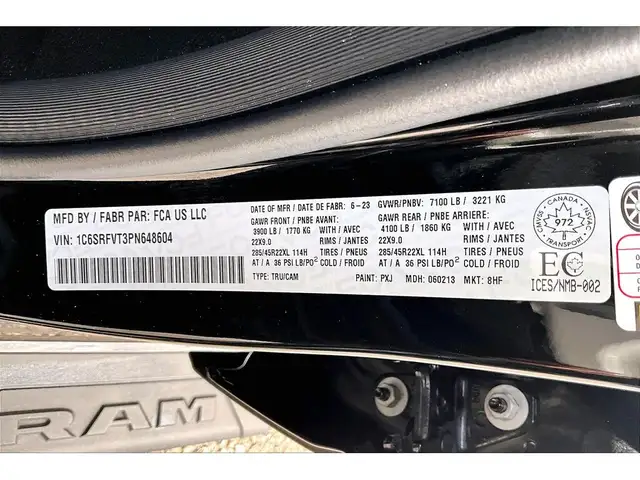 MFD BY / FABR PAR: FCA US LLC
VIN: 1C6SRFVT3PN648604
DATE OF MFR / DATE DE FABR: 6-23
GVWR/PNBV: 7100 LB / 3221 KG
GAWR FRONT / PNBE AVANT:
3900 LB / 1770 KG WITH / AVEC
22X9.0 RIMS / JANTES
285/45R22XL 114H TIRES / PNEUS
AT / A 36 PSI LB/PO²
GAWR REAR / PNBE ARRIERE:
4100 LB / 1860 KG WITH / AVEC
22X9.0 RIMS / JANTES
285/45R22XL 114H TIRES / PNEUS
AT / A 36 PSI LB/PO²
TYPE: TRU/CAM
PAINT: PXJ
MDH: 060213
MKT: 8HF
CANADA
CMVSS
972
NSVAC
TRANSPORT
EC
ICES/NMB-002
RAM